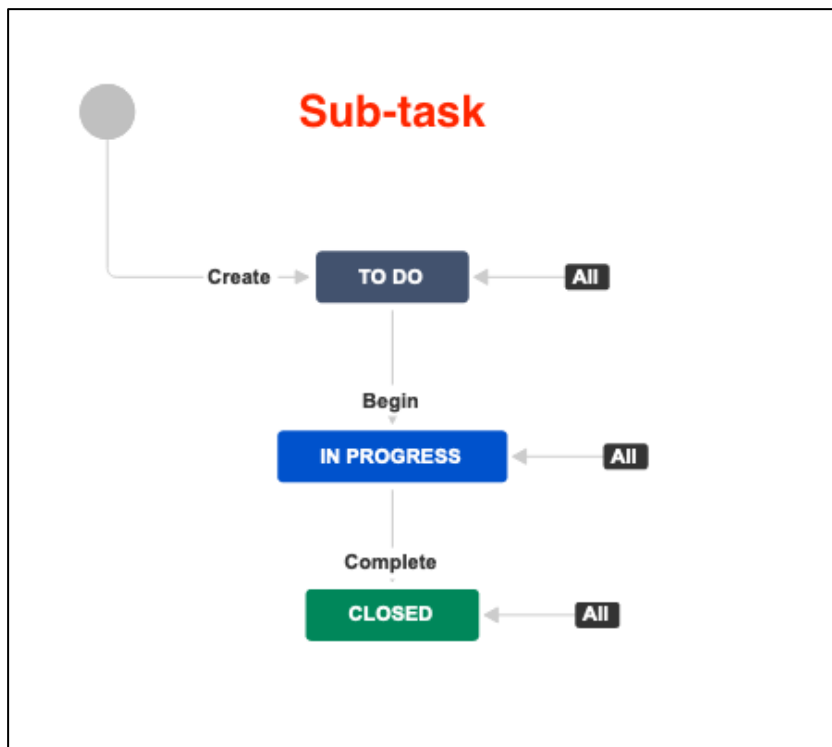 Sub-task
Create
TO DO
All
Begin
IN PROGRESS
All
Complete
CLOSED
All